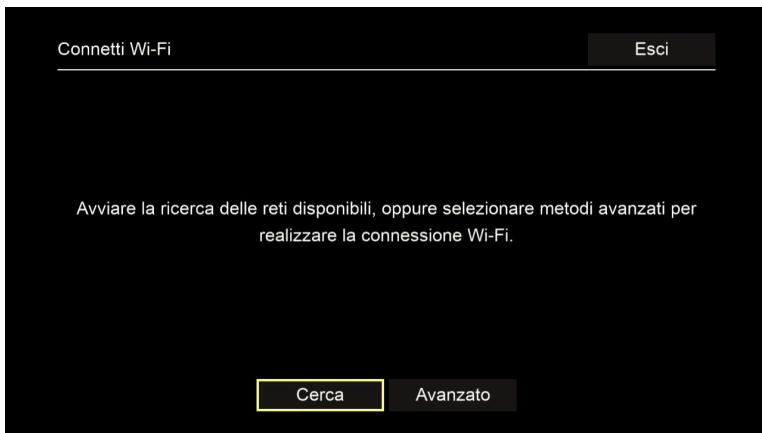 Connetti Wi-Fi
Esci
Avviare la ricerca delle reti disponibili, oppure selezionare metodi avanzati per
realizzare la connessione Wi-Fi.
Cerca
Avanzato